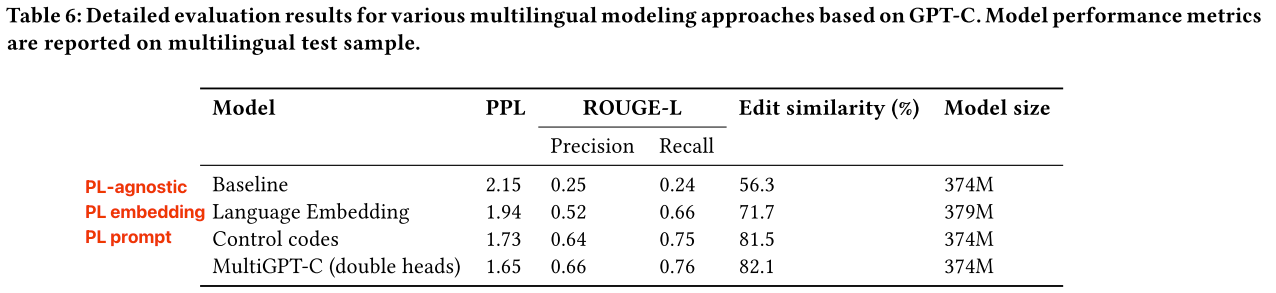 Table 6: Detailed evaluation results for various multilingual modeling approaches based on GPT-C. Model performance metrics
are reported on multilingual test sample.
Model PPL ROUGE-L Edit similarity (%) Model size
Precision Recall
PL-agnostic Baseline 2.15 0.25 0.24 56.3 374M
PL embedding Language Embedding 1.94 0.52 0.66 71.7 379M
PL prompt Control codes 1.73 0.64 0.75 81.5 374M
MultiGPT-C (double heads) 1.65 0.66 0.76 82.1 374M